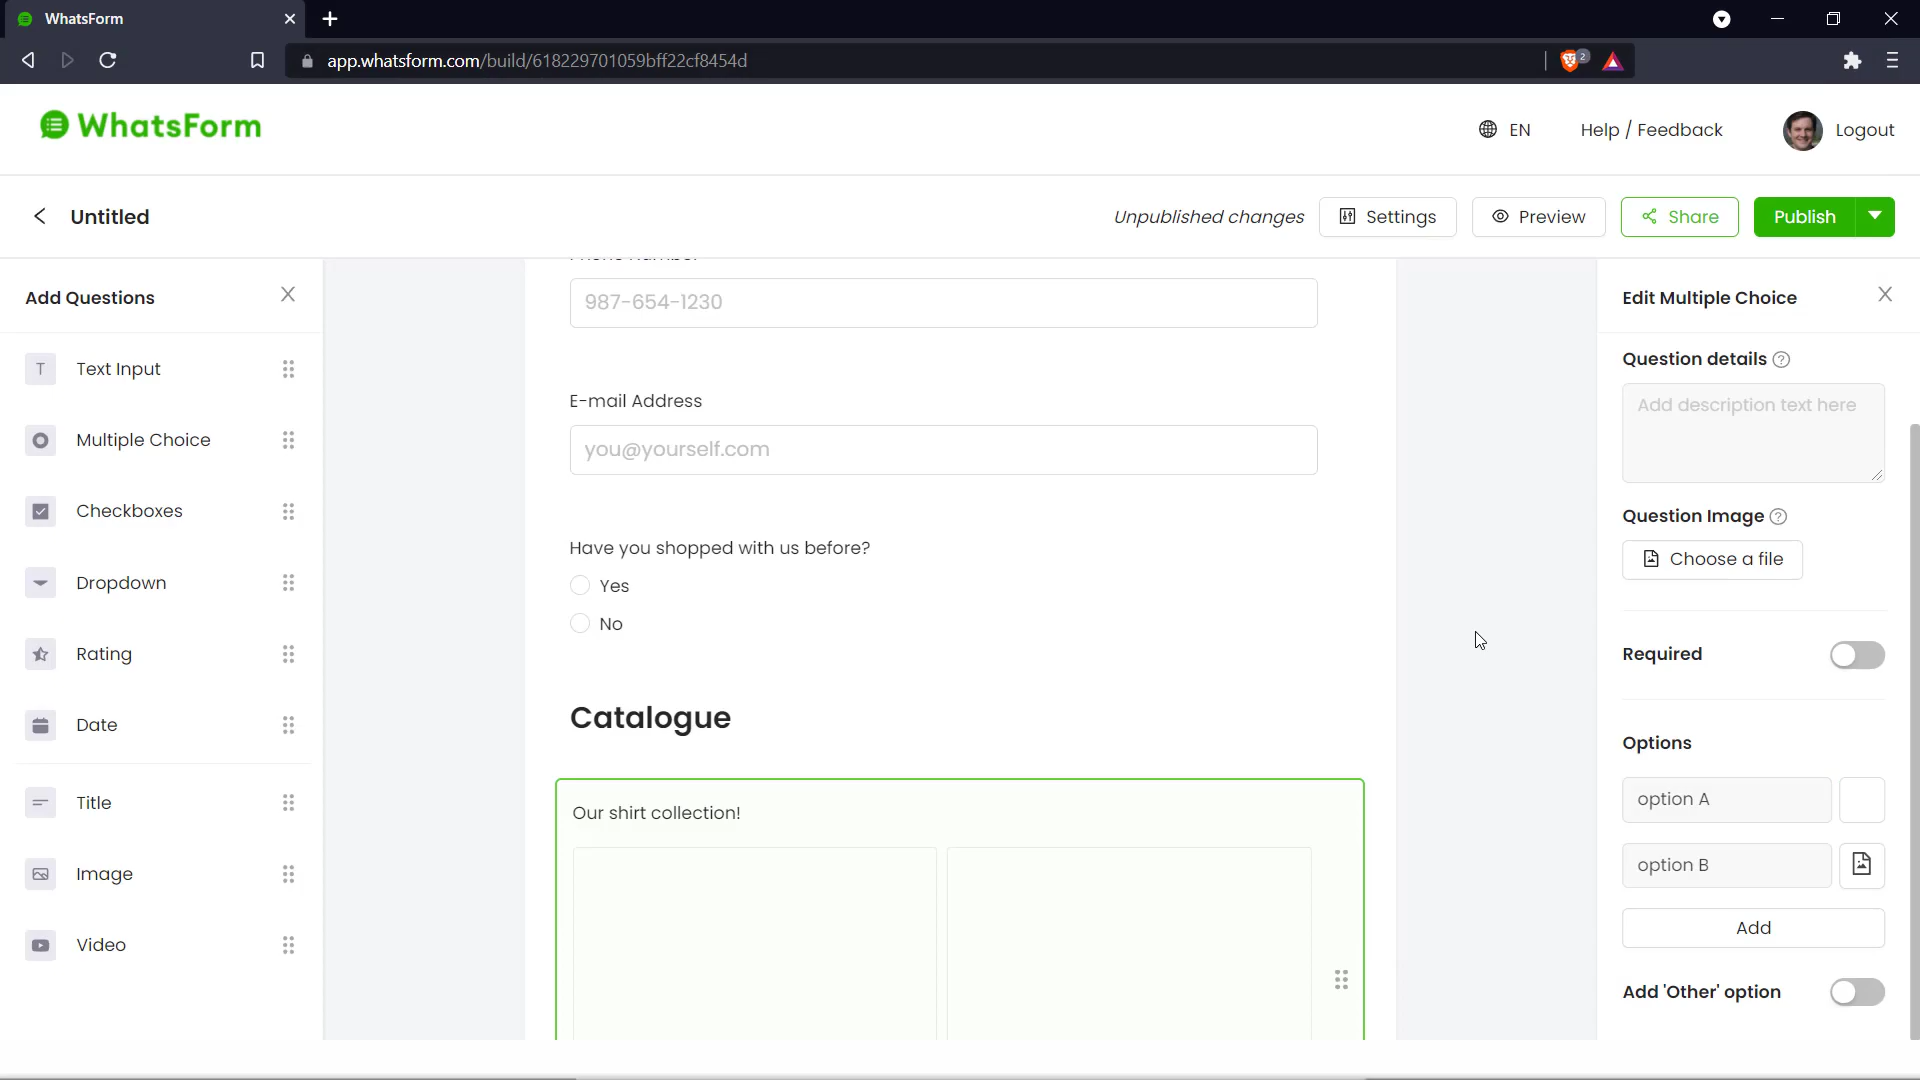 WhatsForm
app.whatsform.com/build/618229701059bff22cf8454d
2
WhatsForm
EN
Help / Feedback
Logout
Untitled
Unpublished changes
Settings
Preview
Share
Publish
Add Questions
Text Input
Multiple Choice
Checkboxes
Dropdown
Rating
Date
Title
Image
Video
Phone Number
987-654-1230
E-mail Address
you@yourself.com
Have you shopped with us before?
Yes
No
Catalogue
Our shirt collection!
Edit Multiple Choice
Question details
Add description text here
Question Image
Choose a file
Required
Options
option A
option B
Add
Add 'Other' option